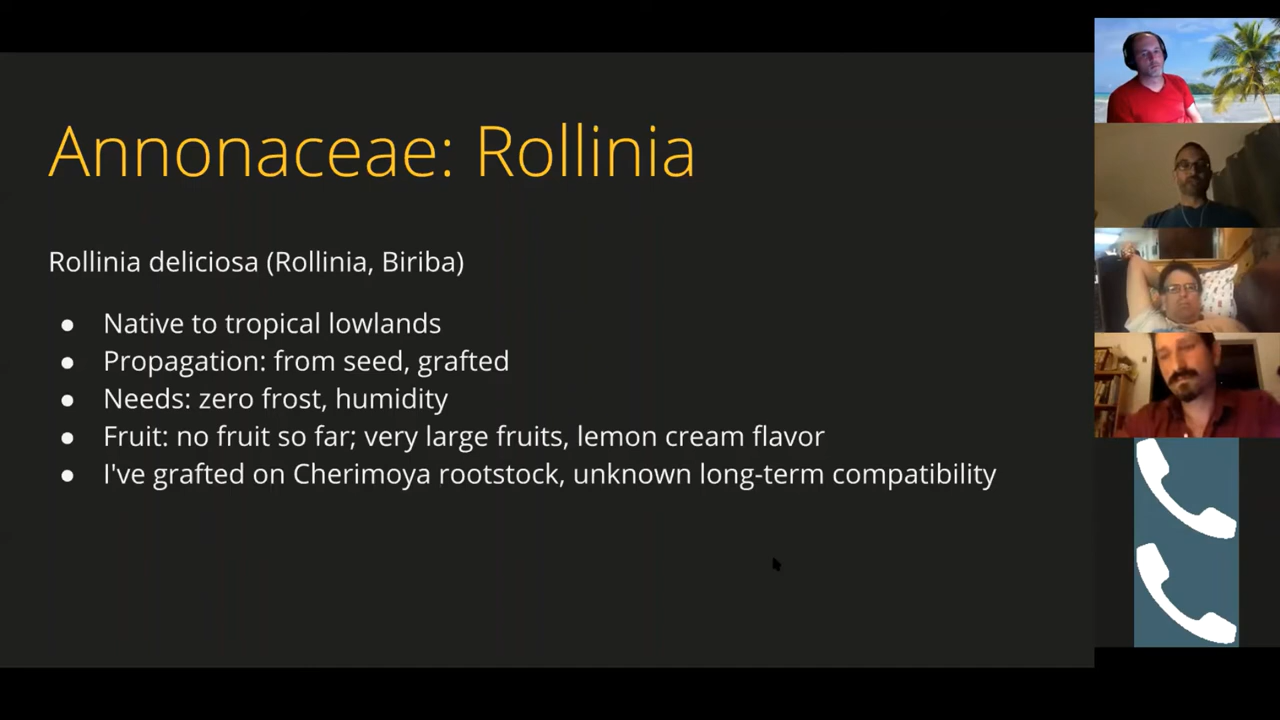 Annonaceae: Rollinia
Rollinia deliciosa (Rollinia, Biriba)
● Native to tropical lowlands
● Propagation: from seed, grafted
● Needs: zero frost, humidity
● Fruit: no fruit so far; very large fruits, lemon cream flavor
● I've grafted on Cherimoya rootstock, unknown long-term compatibility